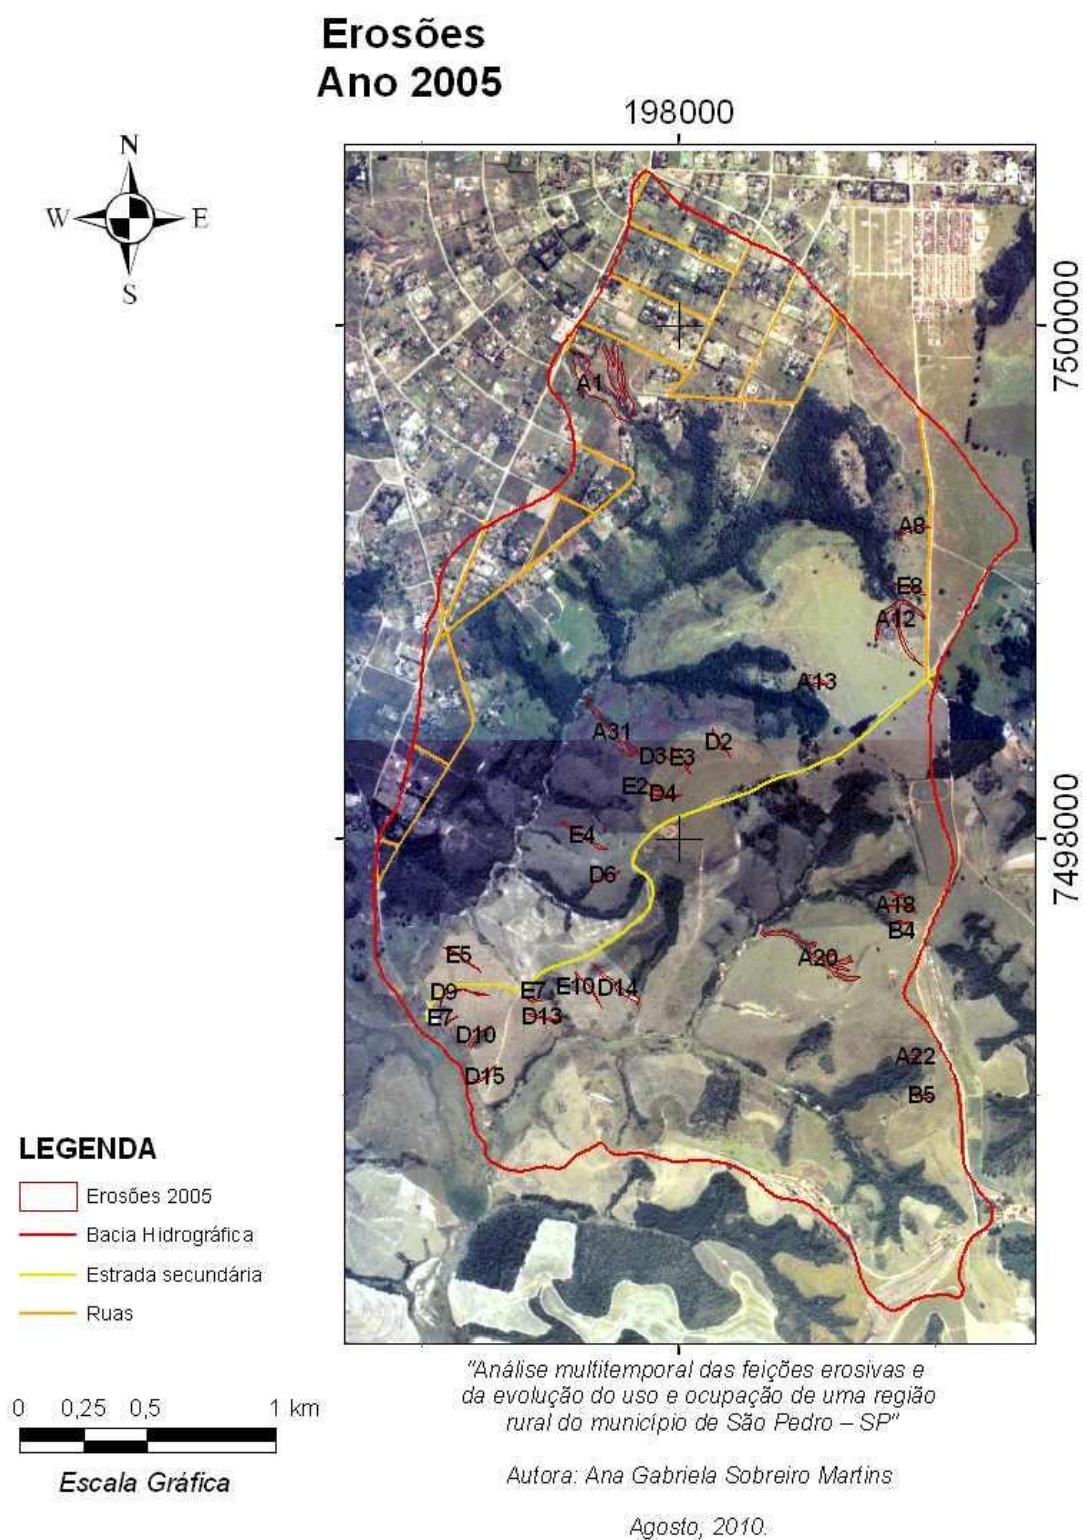 Erosões
Ano 2005
198000
N
W E
S
7500000
A1
A8
E8
A12
A13
A31
D3 E3 D2
E2 D4
7498000
E4
D6
A18
B4
A20
E5
D9 E7 E10 D14
E7 D13
D10
A22
D15
B5
LEGENDA
Erosões 2005
Bacia Hidrográfica
Estrada secundária
Ruas
0 0,25 0,5 1 km
Escala Gráfica
"Análise multitemporal das feições erosivas e
da evolução do uso e ocupação de uma região
rural do município de São Pedro – SP"
Autora: Ana Gabriela Sobreiro Martins
Agosto, 2010.